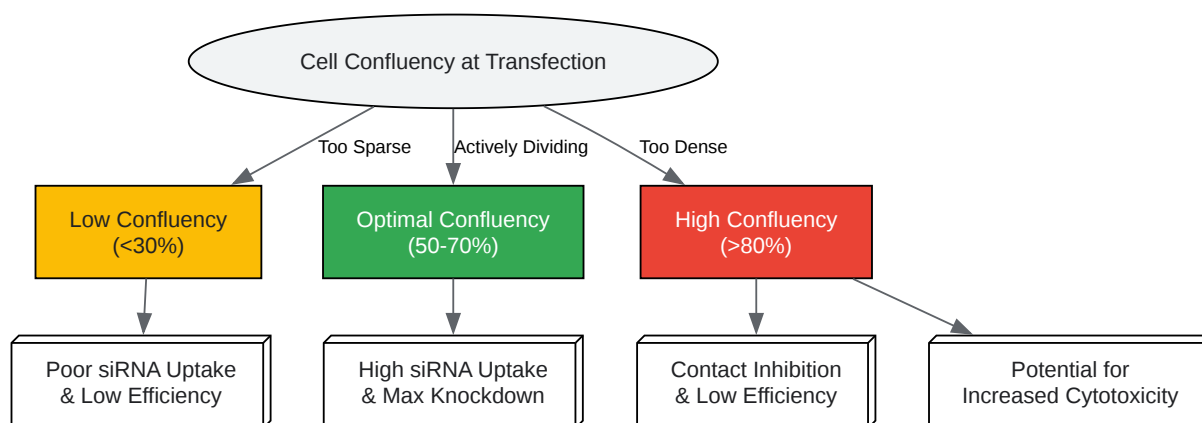 Cell Confluency at Transfection
Too Sparse
Actively Dividing
Too Dense
Low Confluency
(<30%)
Optimal Confluency
(50-70%)
High Confluency
(>80%)
Poor siRNA Uptake
& Low Efficiency
High siRNA Uptake
& Max Knockdown
Contact Inhibition
& Low Efficiency
Potential for
Increased Cytotoxicity